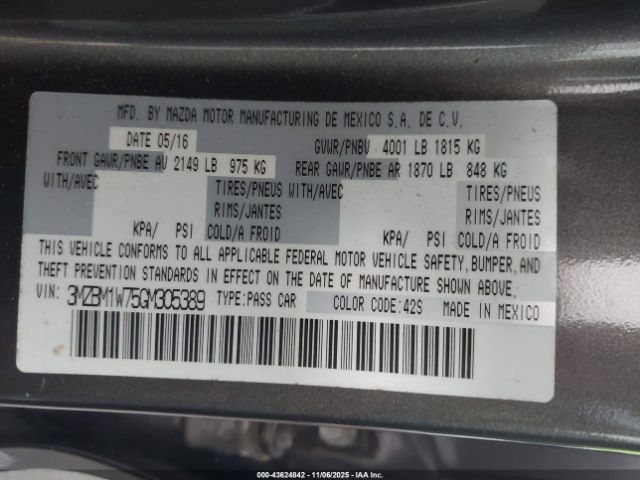 MFD. BY MAZDA MOTOR MANUFACTURING DE MEXICO S.A. DE C.V.
DATE 05/16 GVWR/PNBV 4001 LB 1815 KG
FRONT GAWR/PNBE AV 2149 LB 975 KG REAR GAWR/PNBE AR 1870 LB 848 KG
WITH/AVEC TIRES/PNEUS WITH/AVEC TIRES/PNEUS
RIMS/JANTES RIMS/JANTES
KPA/ PSI COLD/A FROID KPA/ PSI COLD/A FROID
THIS VEHICLE CONFORMS TO ALL APPLICABLE FEDERAL MOTOR VEHICLE SAFETY, BUMPER, AND
THEFT PREVENTION STANDARDS IN EFFECT ON THE DATE OF MANUFACTURE SHOWN ABOVE.
VIN: 3MZBM1W75GM305389 TYPE:PASS CAR COLOR CODE:42S MADE IN MEXICO
000-43624842 - 11/06/2025 - IAAI, Inc.